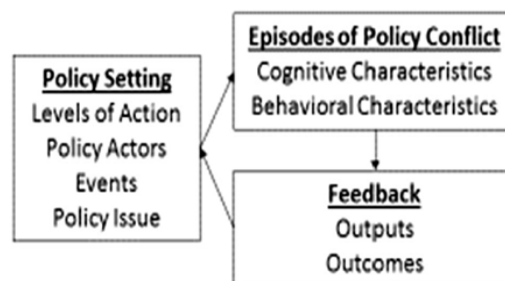 Policy Setting
Levels of Action
Policy Actors
Events
Policy Issue
Episodes of Policy Conflict
Cognitive Characteristics
Behavioral Characteristics
Feedback
Outputs
Outcomes